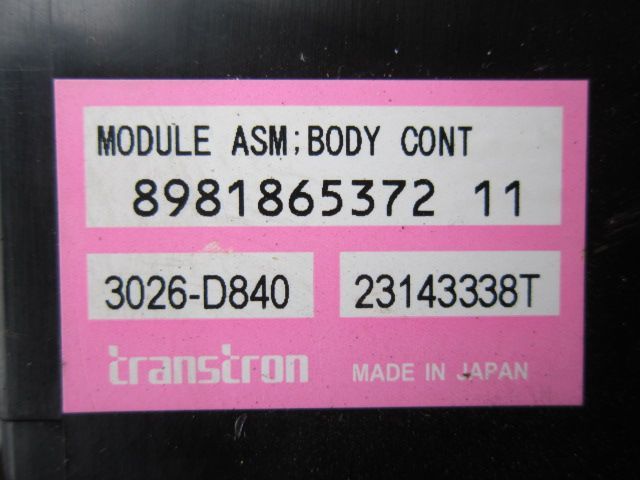 MODULE ASM;BODY CONT
8981865372 11
3026-D840 23143338T
transtron MADE IN JAPAN